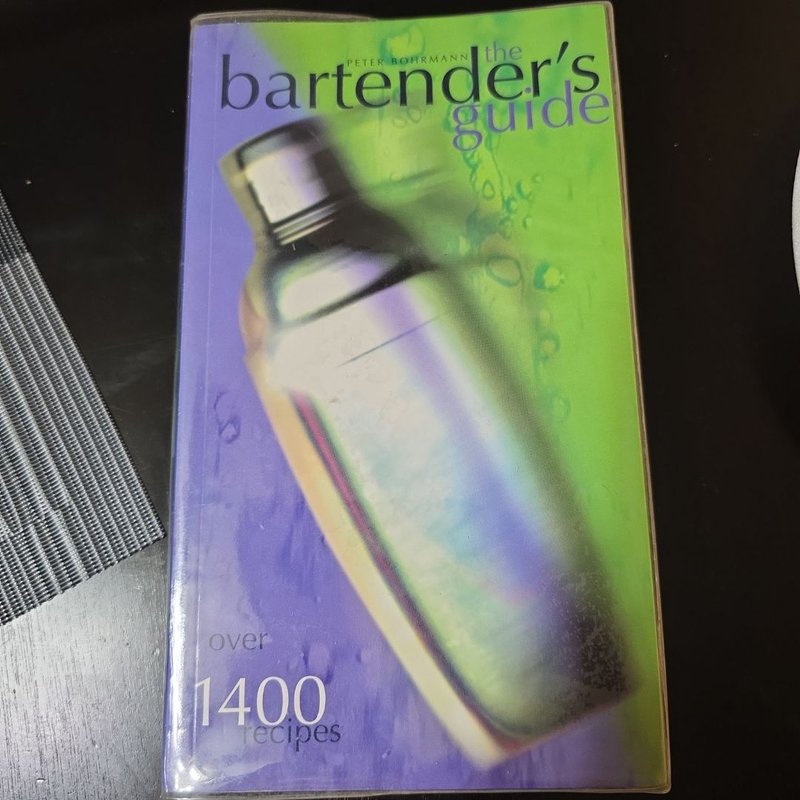 PETER BOHRMANN the
bartender's
guide
over
1400
recipes